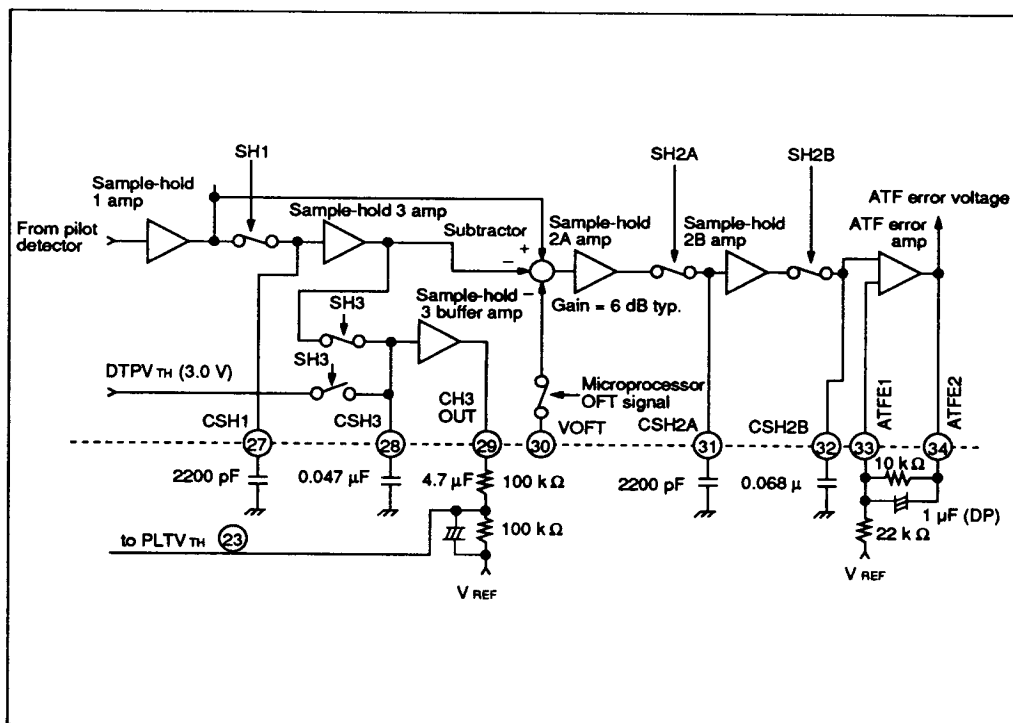 SH1
SH2A
SH2B
Sample-hold
1 amp
Sample-hold 3 amp
Subtractor
Sample-hold
2A amp
Sample-hold
2B amp
ATF error voltage
ATF error
amp
From pilot
detector
+
−
−
Gain = 6 dB typ.
Sample-hold
3 buffer amp
SH3
SH3
DTPV TH (3.0 V)
Microprocessor
OFT signal
CH3
OUT
CSH1
CSH3
VOFT
CSH2A
CSH2B
ATFE1
ATFE2
27
28
29
30
31
32
33
34
2200 pF
0.047 µF
4.7 µF
100 kΩ
2200 pF
0.068 µ
10 kΩ
1 µF (DP)
100 kΩ
22 kΩ
to PLTV TH 23
V REF
V REF